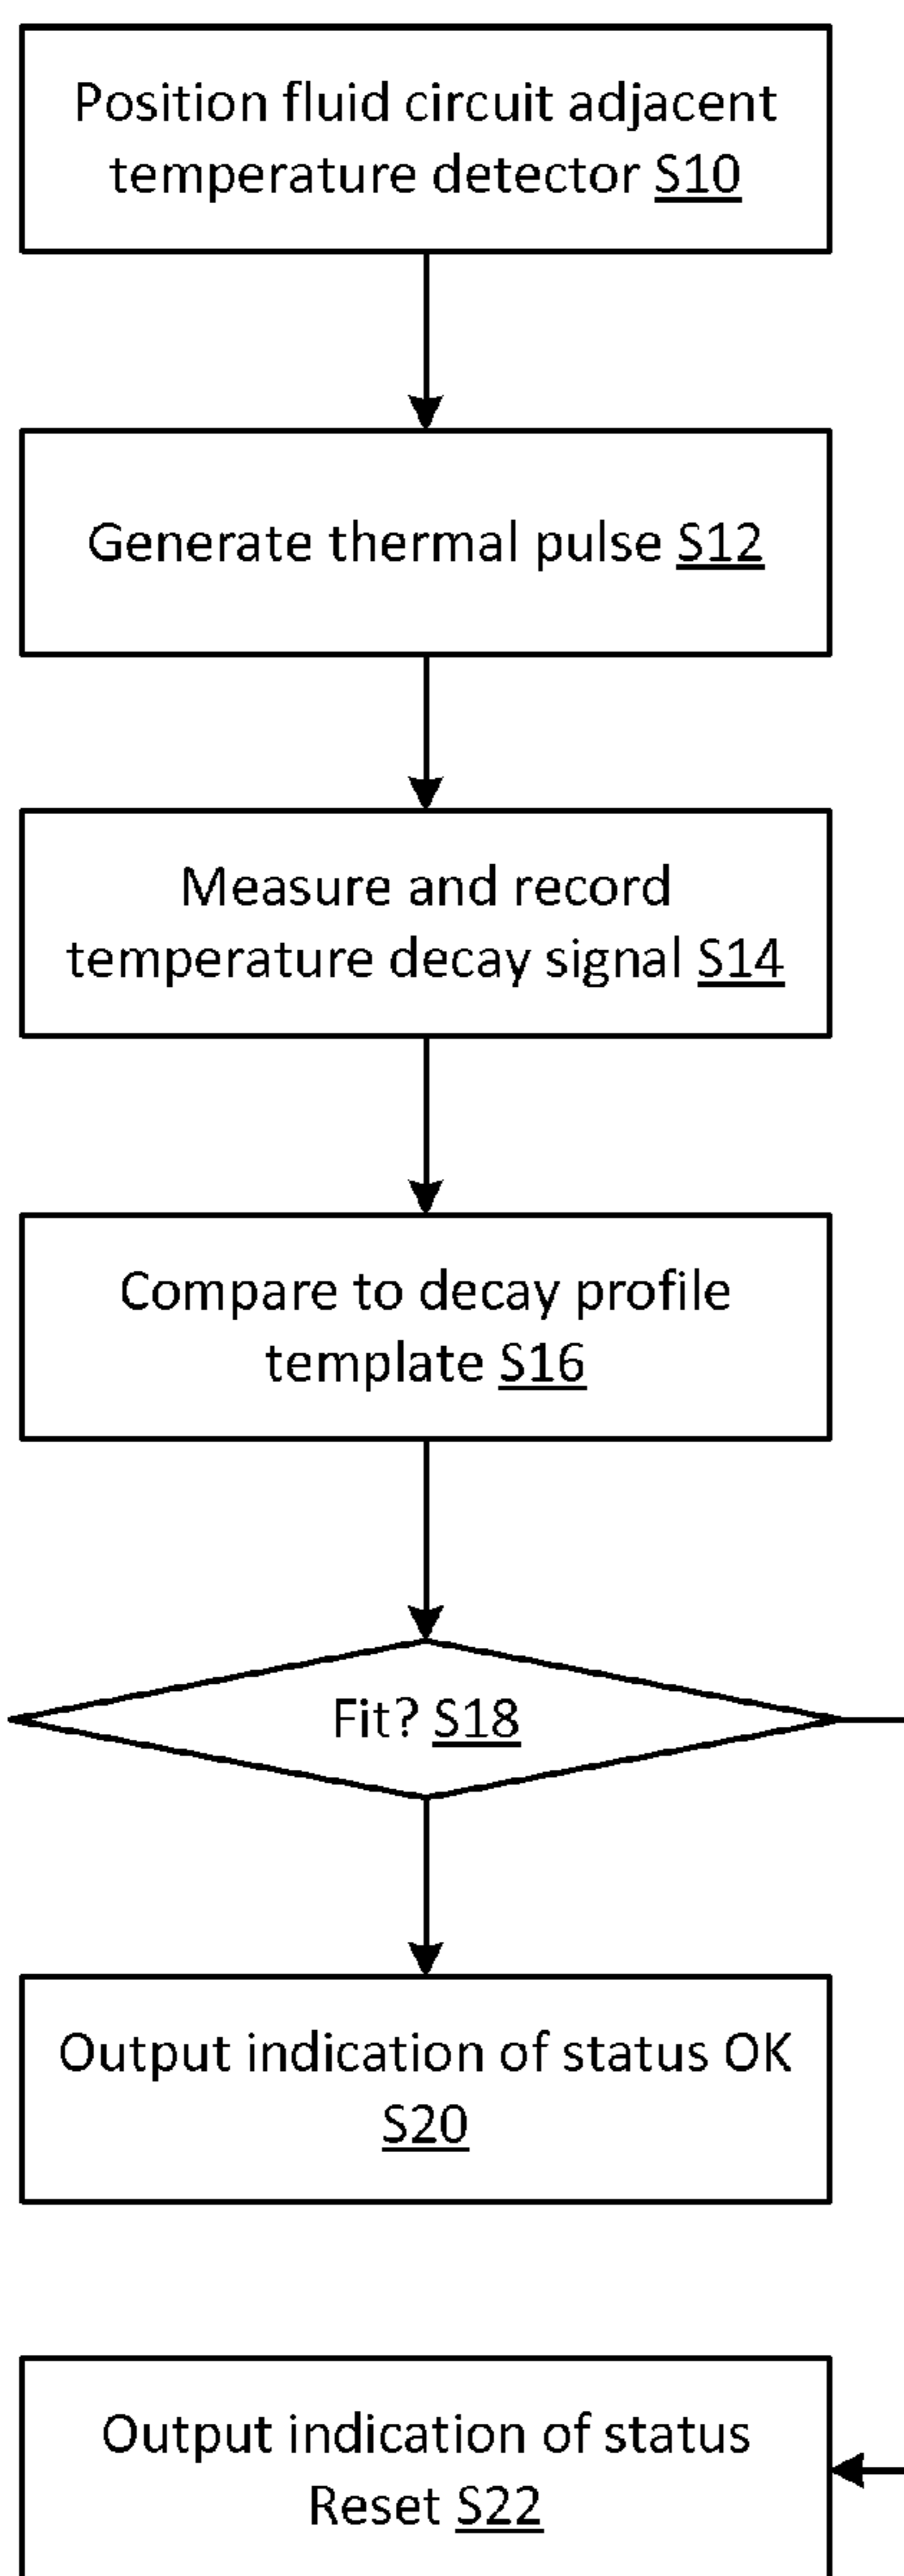 Position fluid circuit adjacent
temperature detector S10
Generate thermal pulse S12
Measure and record
temperature decay signal S14
Compare to decay profile
template S16
Fit? S18
Output indication of status OK
S20
Output indication of status
Reset S22